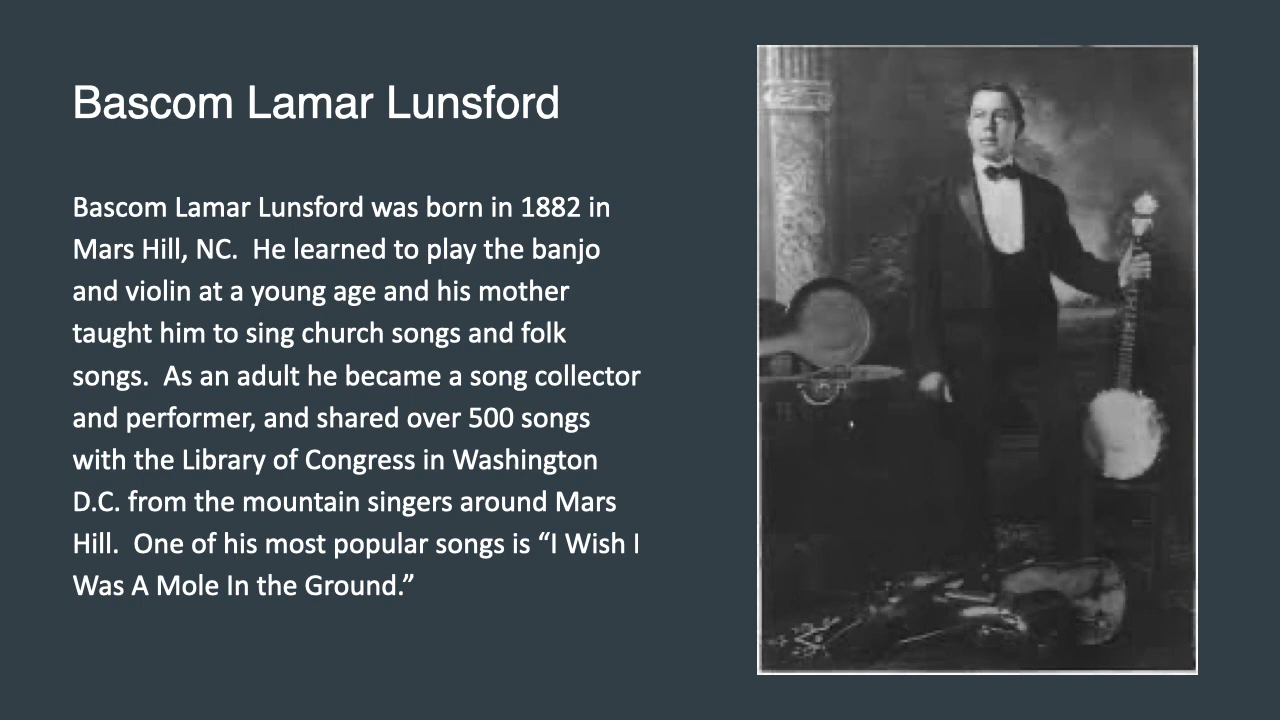 Bascom Lamar Lunsford
Bascom Lamar Lunsford was born in 1882 in
Mars Hill, NC.  He learned to play the banjo
and violin at a young age and his mother
taught him to sing church songs and folk
songs.  As an adult he became a song collector
and performer, and shared over 500 songs
with the Library of Congress in Washington
D.C. from the mountain singers around Mars
Hill.  One of his most popular songs is “I Wish I
Was A Mole In the Ground.”